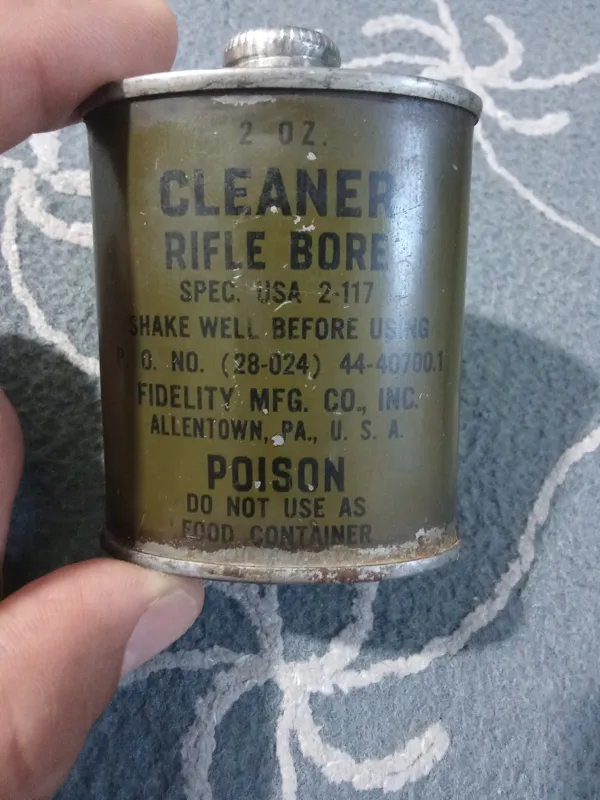 2 OZ.
CLEANER
RIFLE BORE
SPEC. USA 2-117
SHAKE WELL BEFORE USING
P. O. NO. (28-024) 44-40700.1
FIDELITY MFG. CO., INC.
ALLENTOWN, PA., U. S. A.
POISON
DO NOT USE AS
FOOD CONTAINER